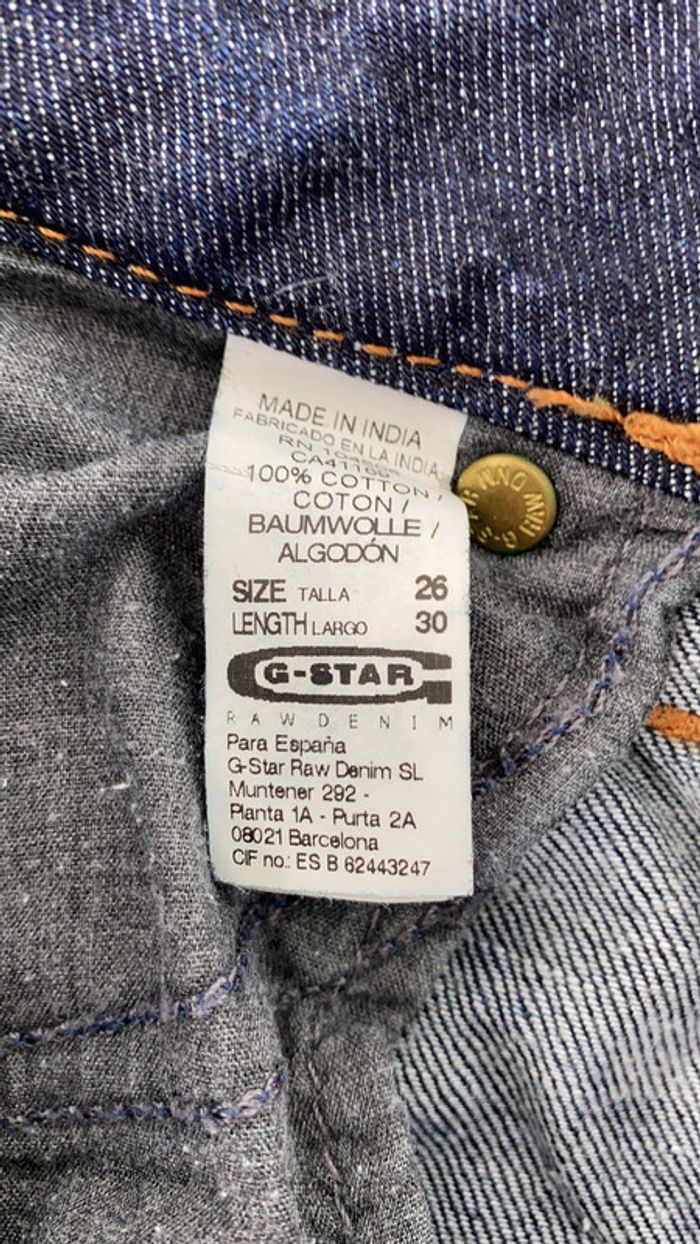 MADE IN INDIA
FABRICADO EN LA INDIA
RN
CA41166
100% COTTON /
COTON /
BAUMWOLLE /
ALGODÓN
SIZE TALLA 26
LENGTH LARGO 30
G-STAR
RAW DENIM
Para España
G-Star Raw Denim SL
Muntener 292 -
Planta 1A - Purta 2A
08021 Barcelona
CIF no.: ES B 62443247